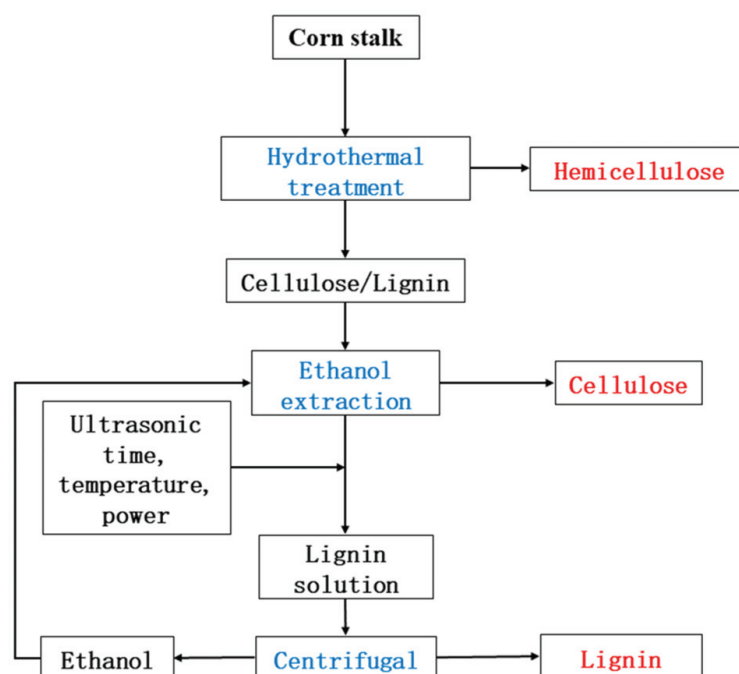 Corn stalk
Hydrothermal
treatment
Hemicellulose
Cellulose/Lignin
Ethanol
extraction
Cellulose
Ultrasonic
time,
temperature,
power
Lignin
solution
Ethanol
Centrifugal
Lignin